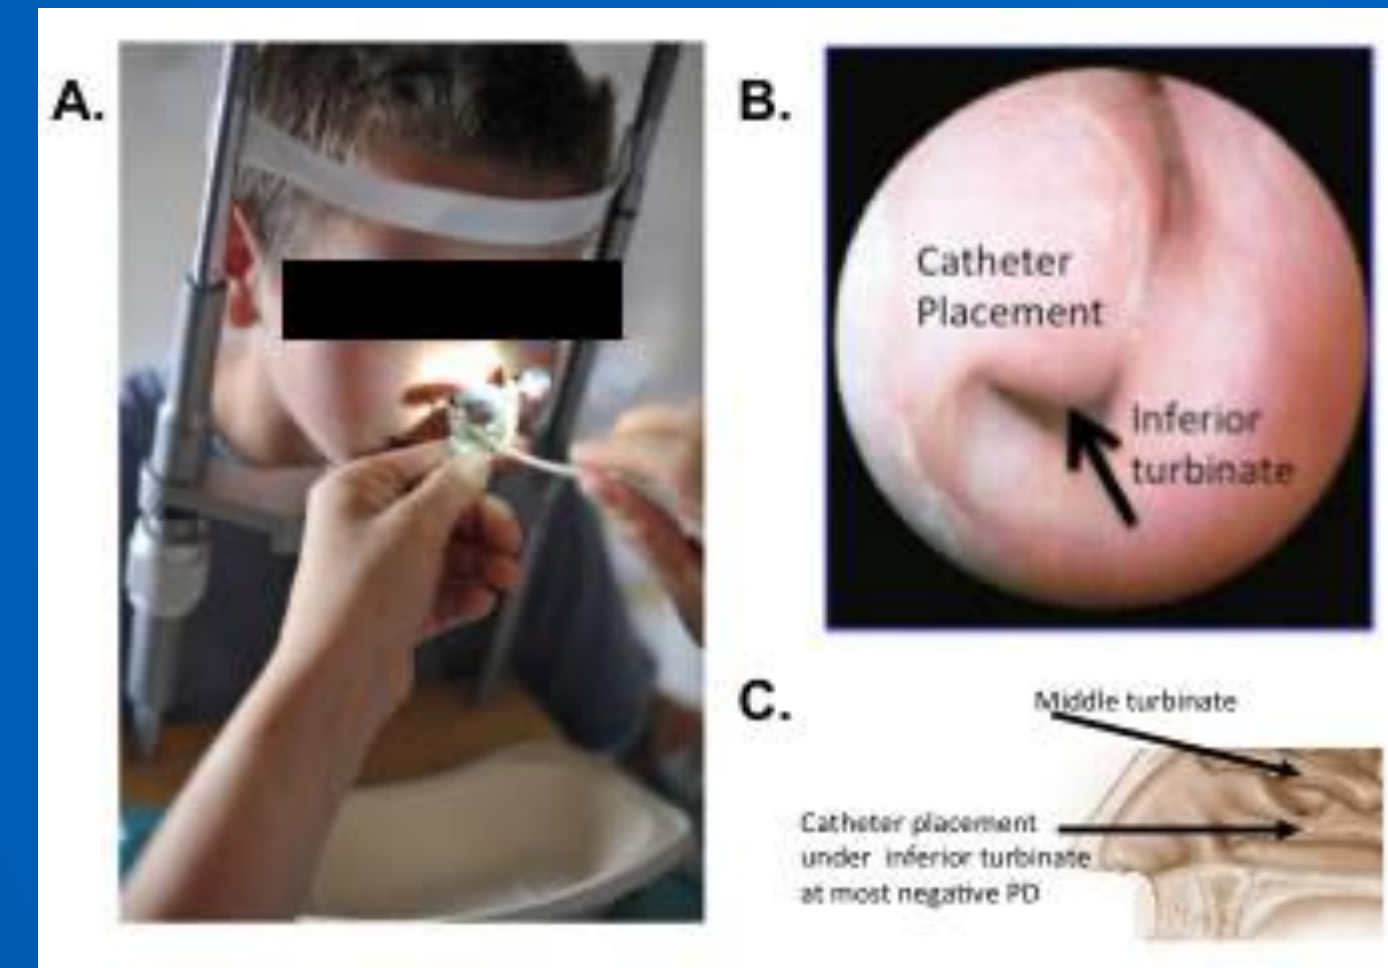 A.
B.
Catheter
Placement
Inferior
turbinate
C.
Middle turbinate
Catheter placement
under inferior turbinate
at most negative PD